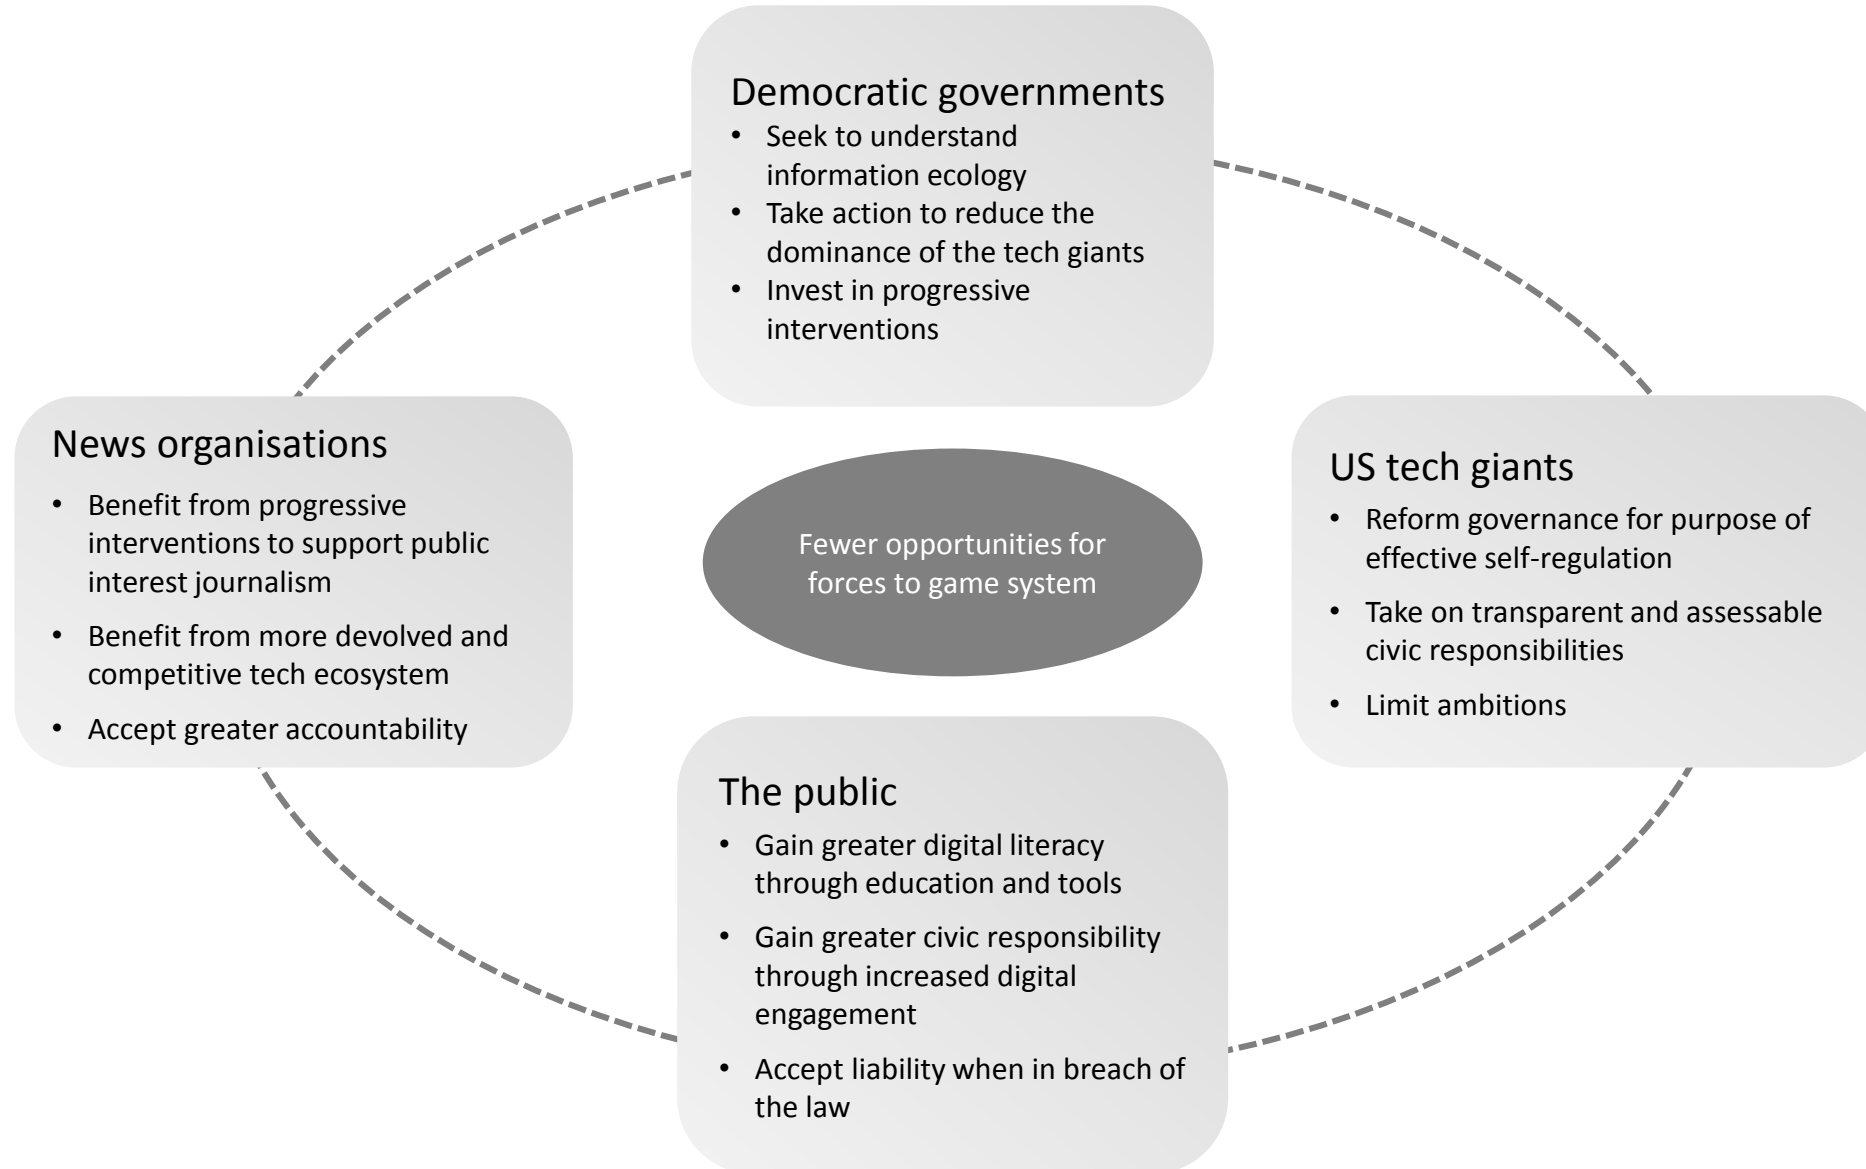 Democratic governments
• Seek to understand
information ecology
• Take action to reduce the
dominance of the tech giants
• Invest in progressive
interventions
News organisations
• Benefit from progressive
interventions to support public
interest journalism
• Benefit from more devolved and
competitive tech ecosystem
• Accept greater accountability
Fewer opportunities for
forces to game system
US tech giants
• Reform governance for purpose of
effective self-regulation
• Take on transparent and assessable
civic responsibilities
• Limit ambitions
The public
• Gain greater digital literacy
through education and tools
• Gain greater civic responsibility
through increased digital
engagement
• Accept liability when in breach of
the law